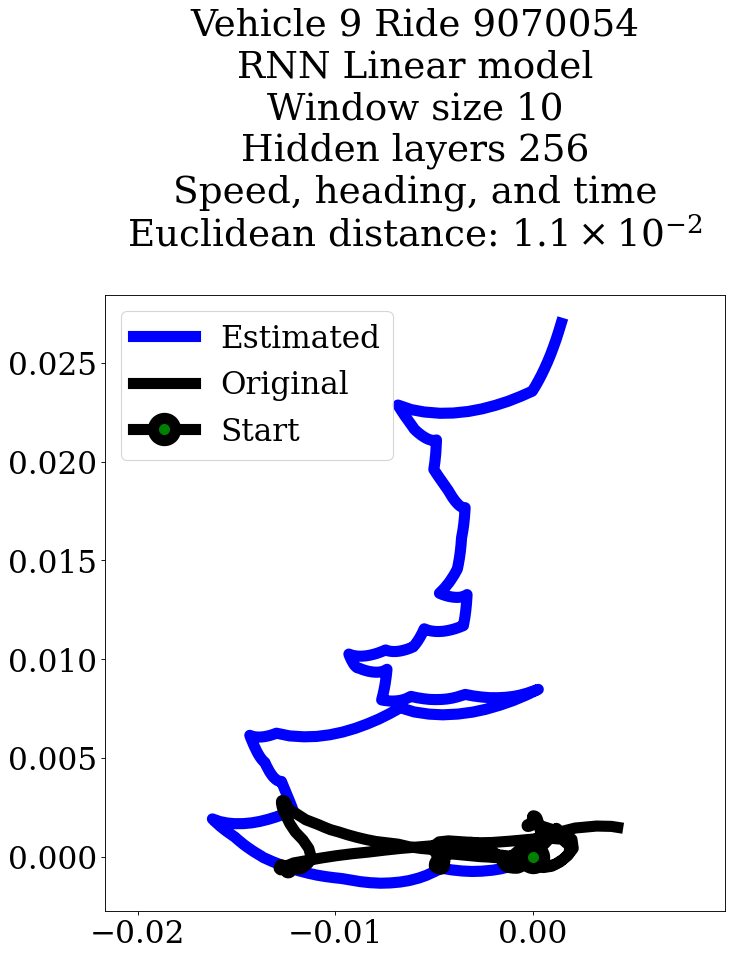 Vehicle 9 Ride 9070054
RNN Linear model
Window size 10
Hidden layers 256
Speed, heading, and time
Euclidean distance: 1.1 × 10⁻²
Estimated
Original
Start
0.025
0.020
0.015
0.010
0.005
0.000
−0.02 −0.01 0.00